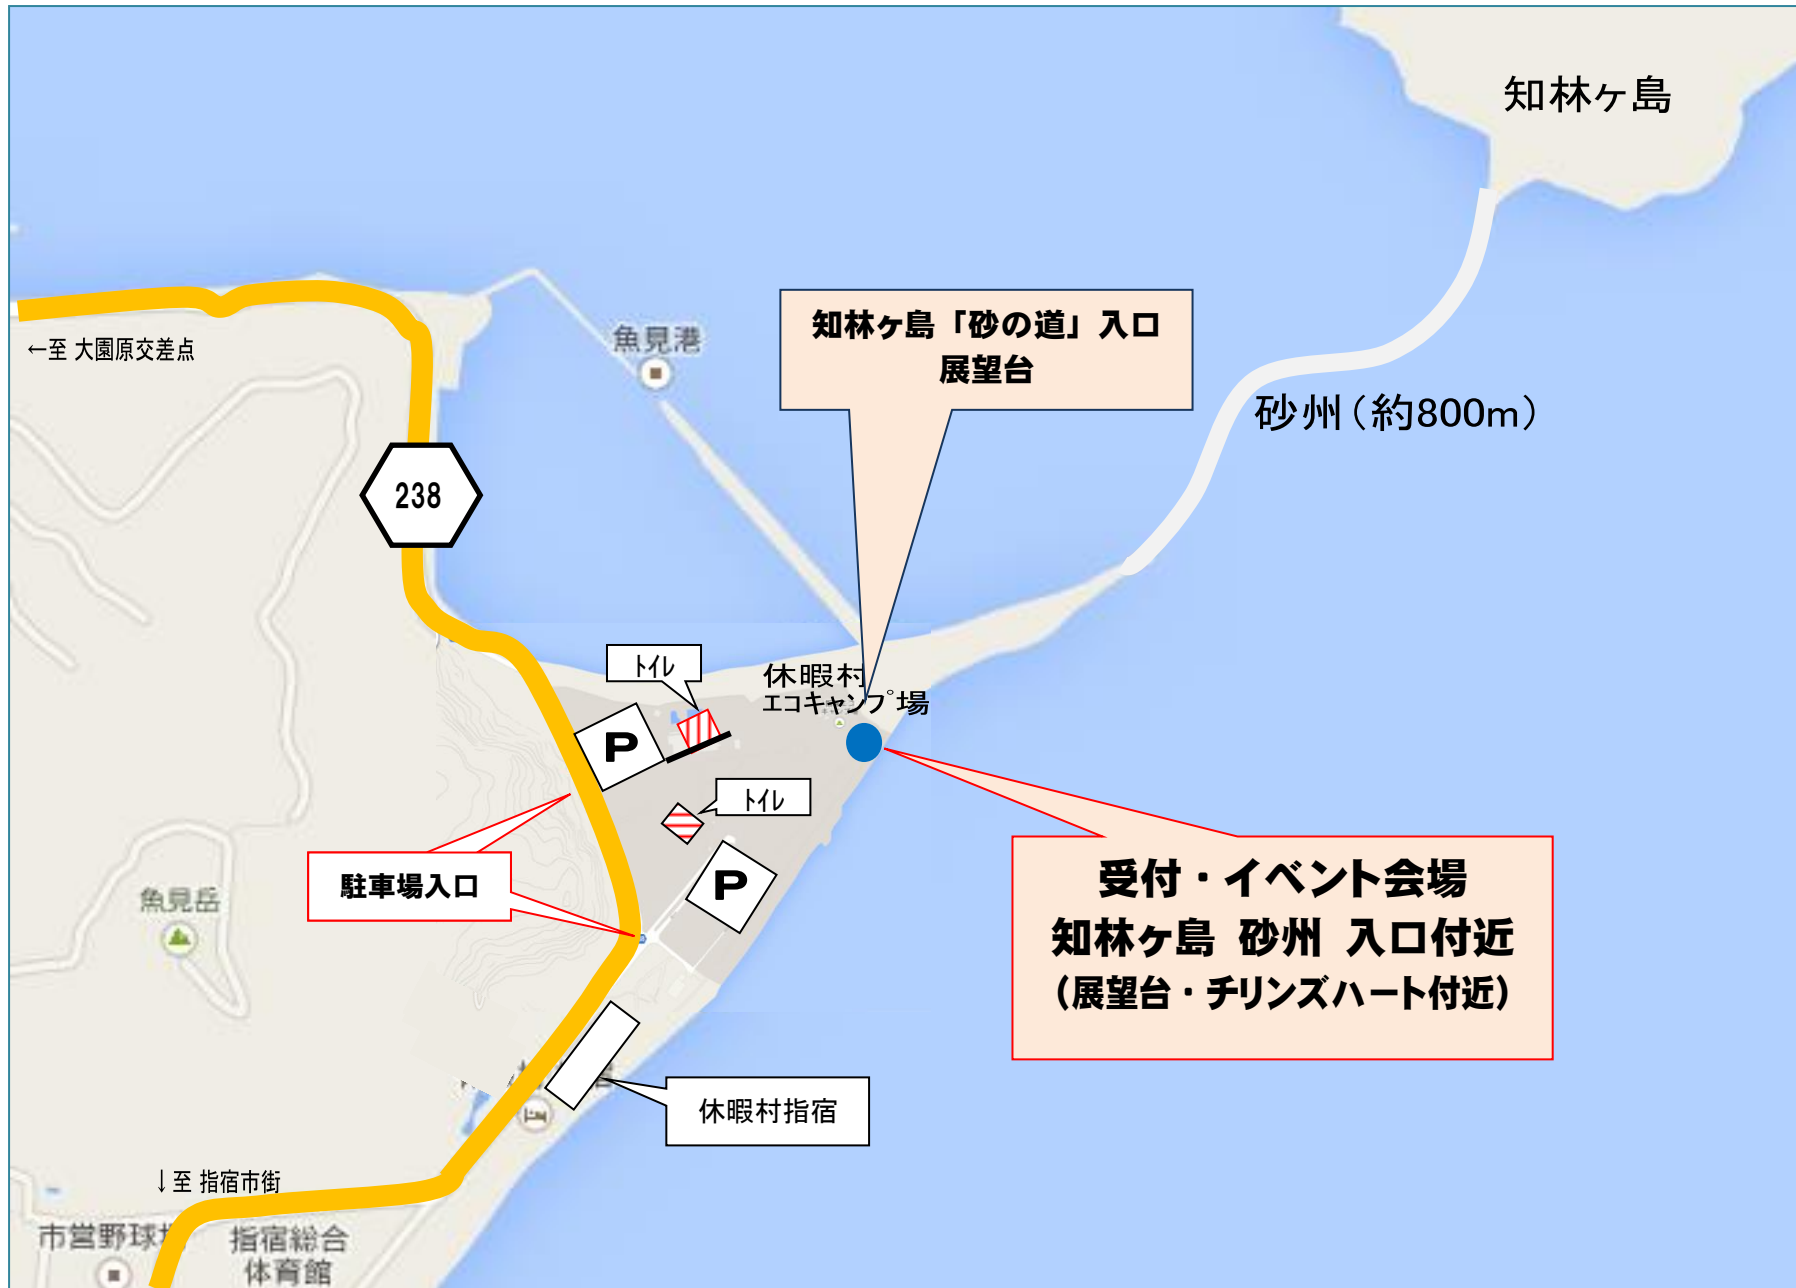 知林ヶ島
知林ヶ島「砂の道」入口
展望台
魚見港
←至 大園原交差点
砂州（約800m）
238
トイレ
休暇村
エコキャンプ場
P
トイレ
駐車場入口
P
受付・イベント会場
知林ヶ島 砂州 入口付近
（展望台・チリンズハート付近）
魚見岳
休暇村指宿
↓至 指宿市街
市営野球場
指宿総合
体育館